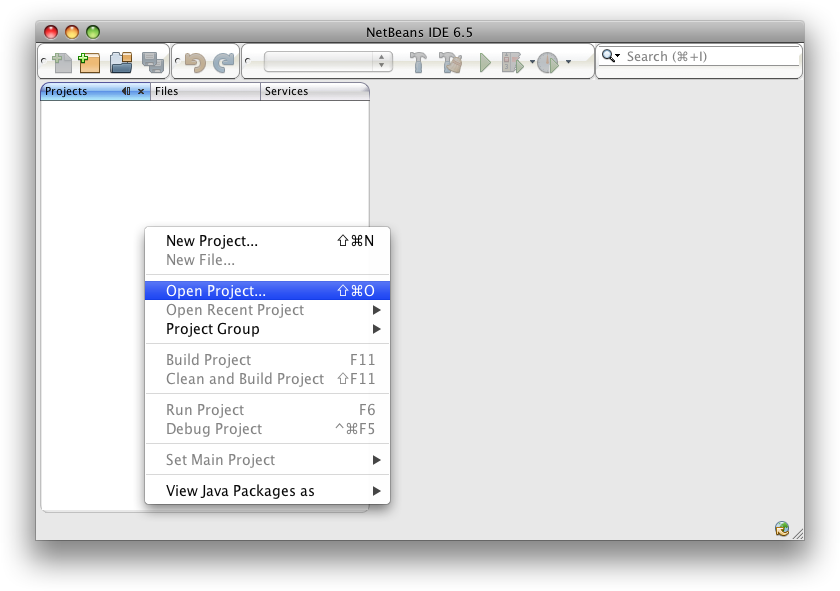 NetBeans IDE 6.5
Search (⌘+I)
Projects Files Services
New Project... ⇧⌘N
New File...
Open Project... ⇧⌘O
Open Recent Project
Project Group
Build Project F11
Clean and Build Project ⇧F11
Run Project F6
Debug Project ^⌘F5
Set Main Project
View Java Packages as